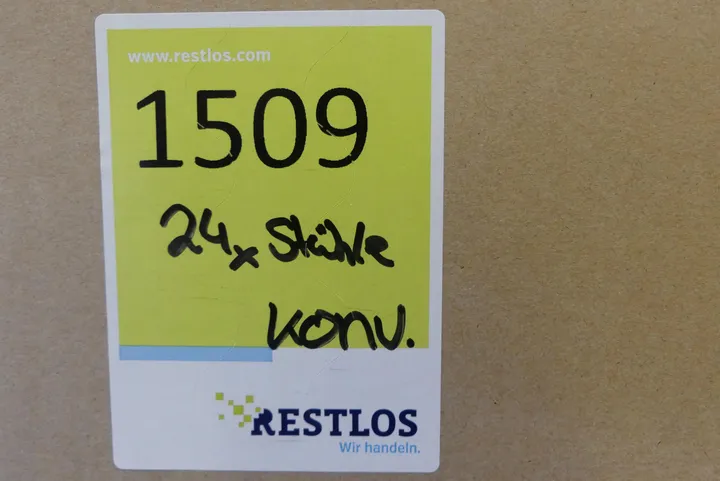 www.restlos.com
1509
24x Stühle
konv.
RESTLOS
Wir handeln.